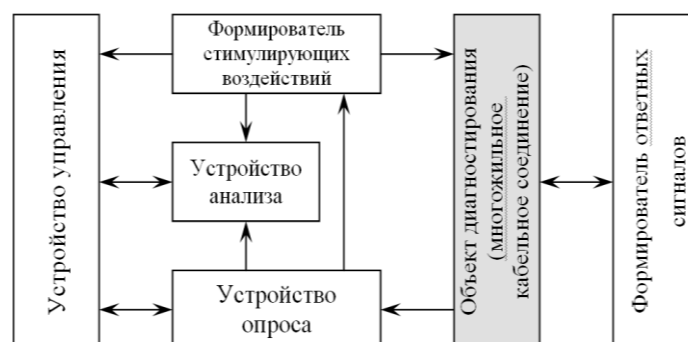 Устройство управления
Формирователь
стимулирующих
воздействий
Устройство
анализа
Устройство
опроса
Объект диагностирования
(многожильное
кабельное соединение)
Формирователь ответных
сигналов